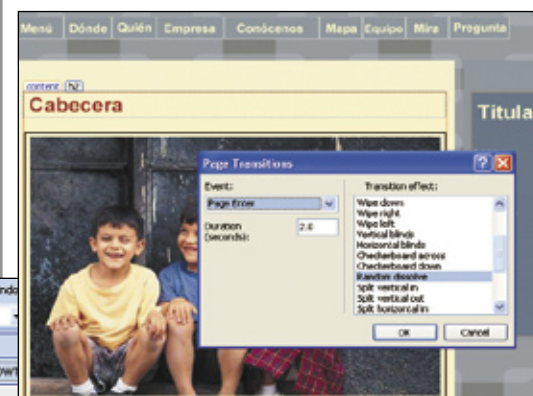 Menú Dónde Quién Empresa Conócenos Mapa Equipo Mira Pregunta
content h2
Cabecera
Titula
Page Transitions
Event:
Page Enter
Duration
(seconds):
2.0
Transition effect:
Wipe down
Wipe right
Wipe left
Vertical blinds
Horizontal blinds
Checkerboard across
Checkerboard down
Random dissolve
Split vertical in
Split vertical out
Split horizontal in
OK Cancel